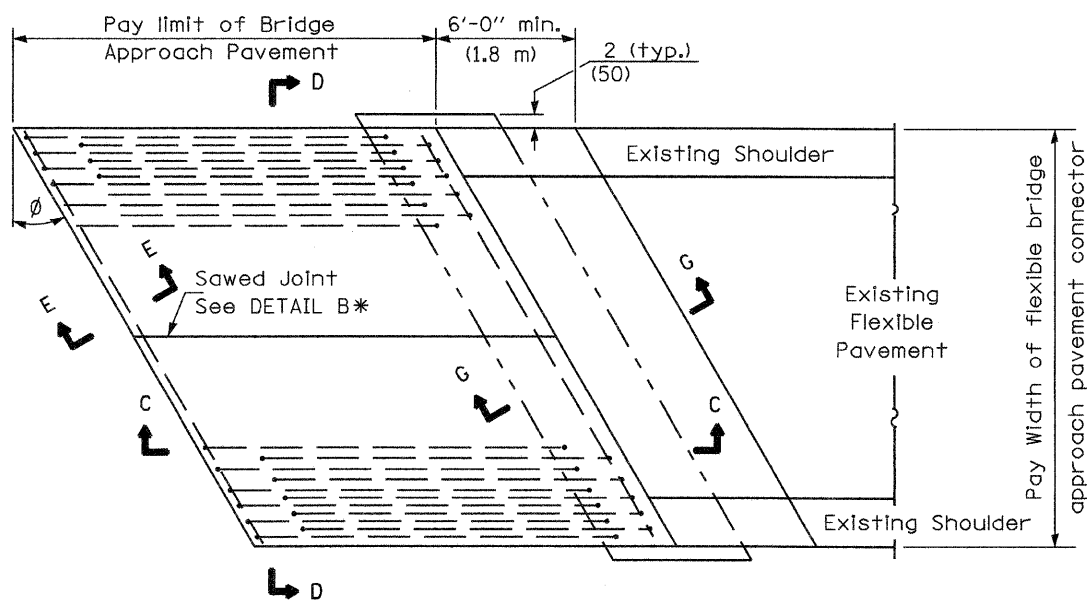 Pay limit of Bridge
Approach Pavement
6'-0" min.
(1.8 m)
2 (typ.)
(50)
D
Existing Shoulder
Ø
E
E
Sawed Joint
See DETAIL B*
G
Existing
Flexible
Pavement
Pay Width of flexible bridge
approach pavement connector
G
C
C
Existing Shoulder
D